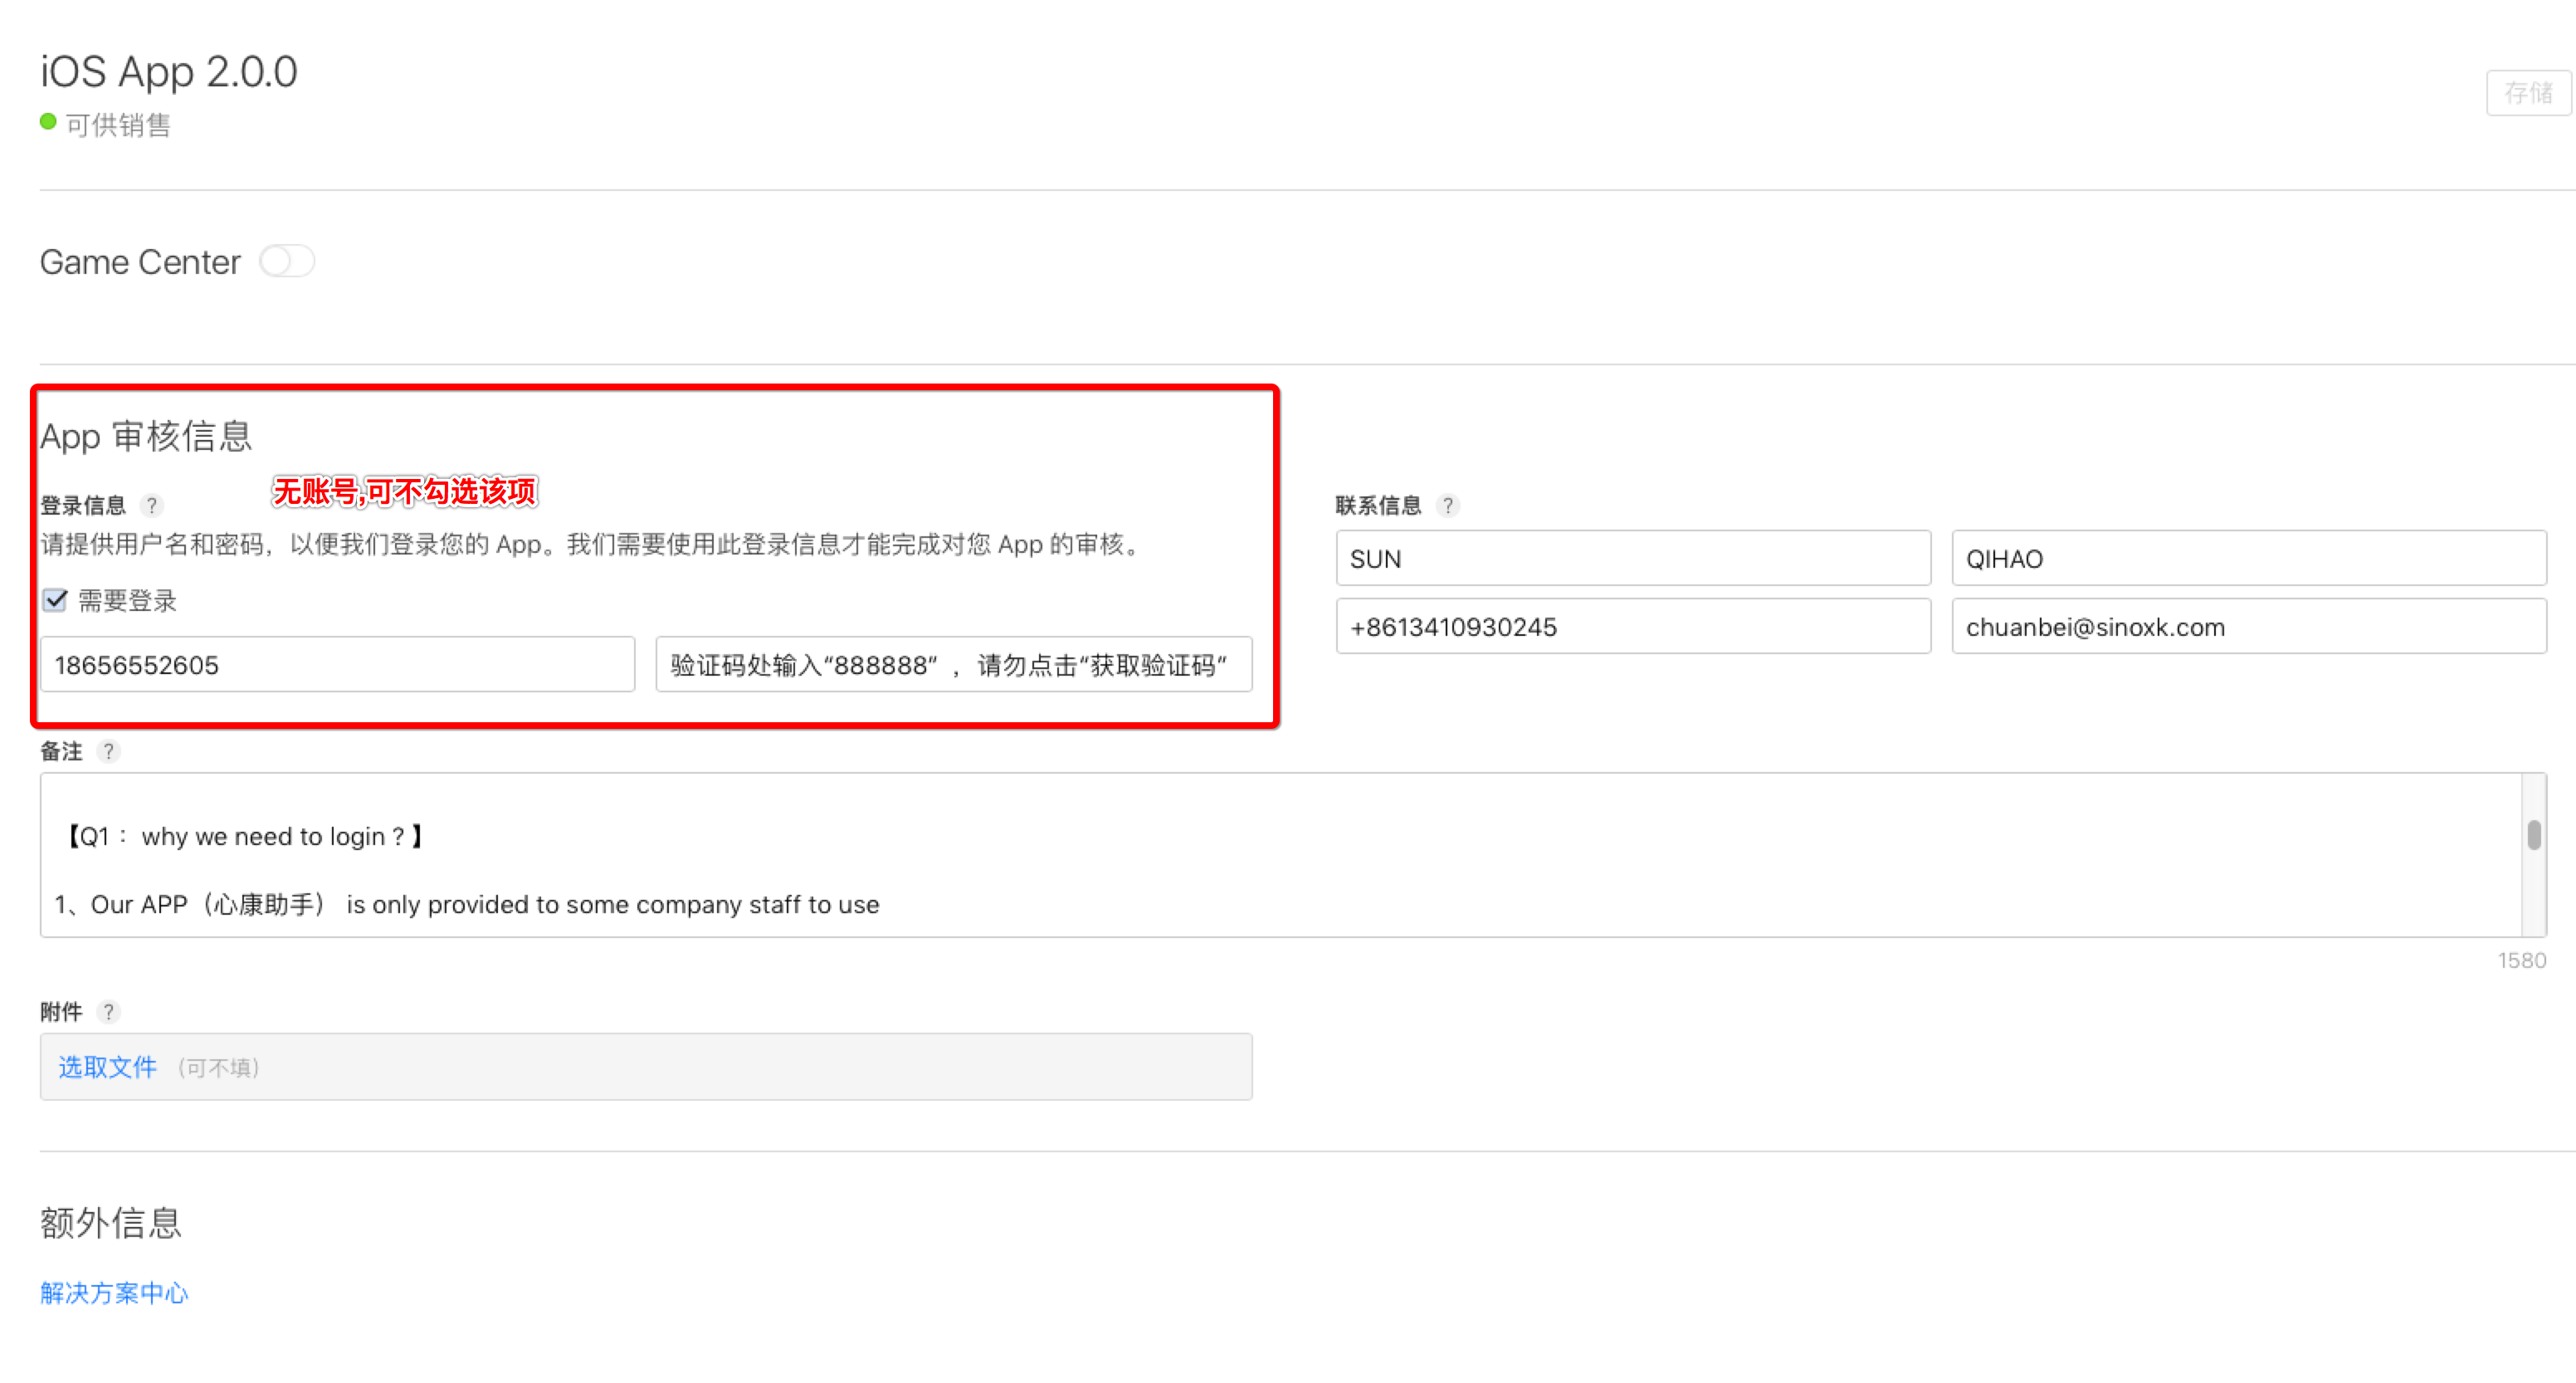 iOS App 2.0.0
存储
可供销售
Game Center
App 审核信息
无账号,可不勾选该项
登录信息 ?
请提供用户名和密码，以便我们登录您的 App。我们需要使用此登录信息才能完成对您 App 的审核。
需要登录
18656552605
验证码处输入“888888”，请勿点击“获取验证码”
联系信息 ?
SUN
QIHAO
+8613410930245
chuanbei@sinoxk.com
备注 ?
【Q1： why we need to login？】
1、Our APP（心康助手） is only provided to some company staff to use
1580
附件 ?
选取文件 (可不填)
额外信息
解决方案中心